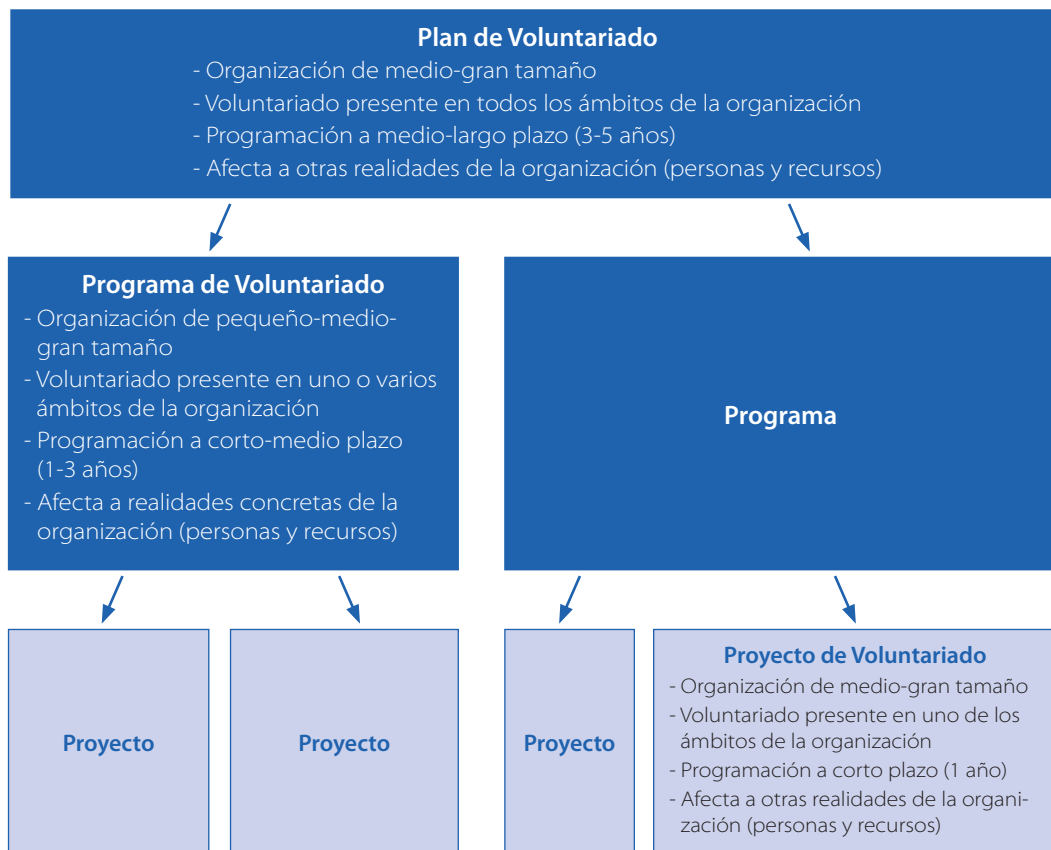 Plan de Voluntariado
- Organización de medio-gran tamaño
- Voluntariado presente en todos los ámbitos de la organización
- Programación a medio-largo plazo (3-5 años)
- Afecta a otras realidades de la organización (personas y recursos)
Programa de Voluntariado
- Organización de pequeño-medio-
gran tamaño
- Voluntariado presente en uno o varios
ámbitos de la organización
- Programación a corto-medio plazo
(1-3 años)
- Afecta a realidades concretas de la
organización (personas y recursos)
Programa
Proyecto
Proyecto
Proyecto
Proyecto de Voluntariado
- Organización de medio-gran tamaño
- Voluntariado presente en uno de los
ámbitos de la organización
- Programación a corto plazo (1 año)
- Afecta a otras realidades de la organi-
zación (personas y recursos)